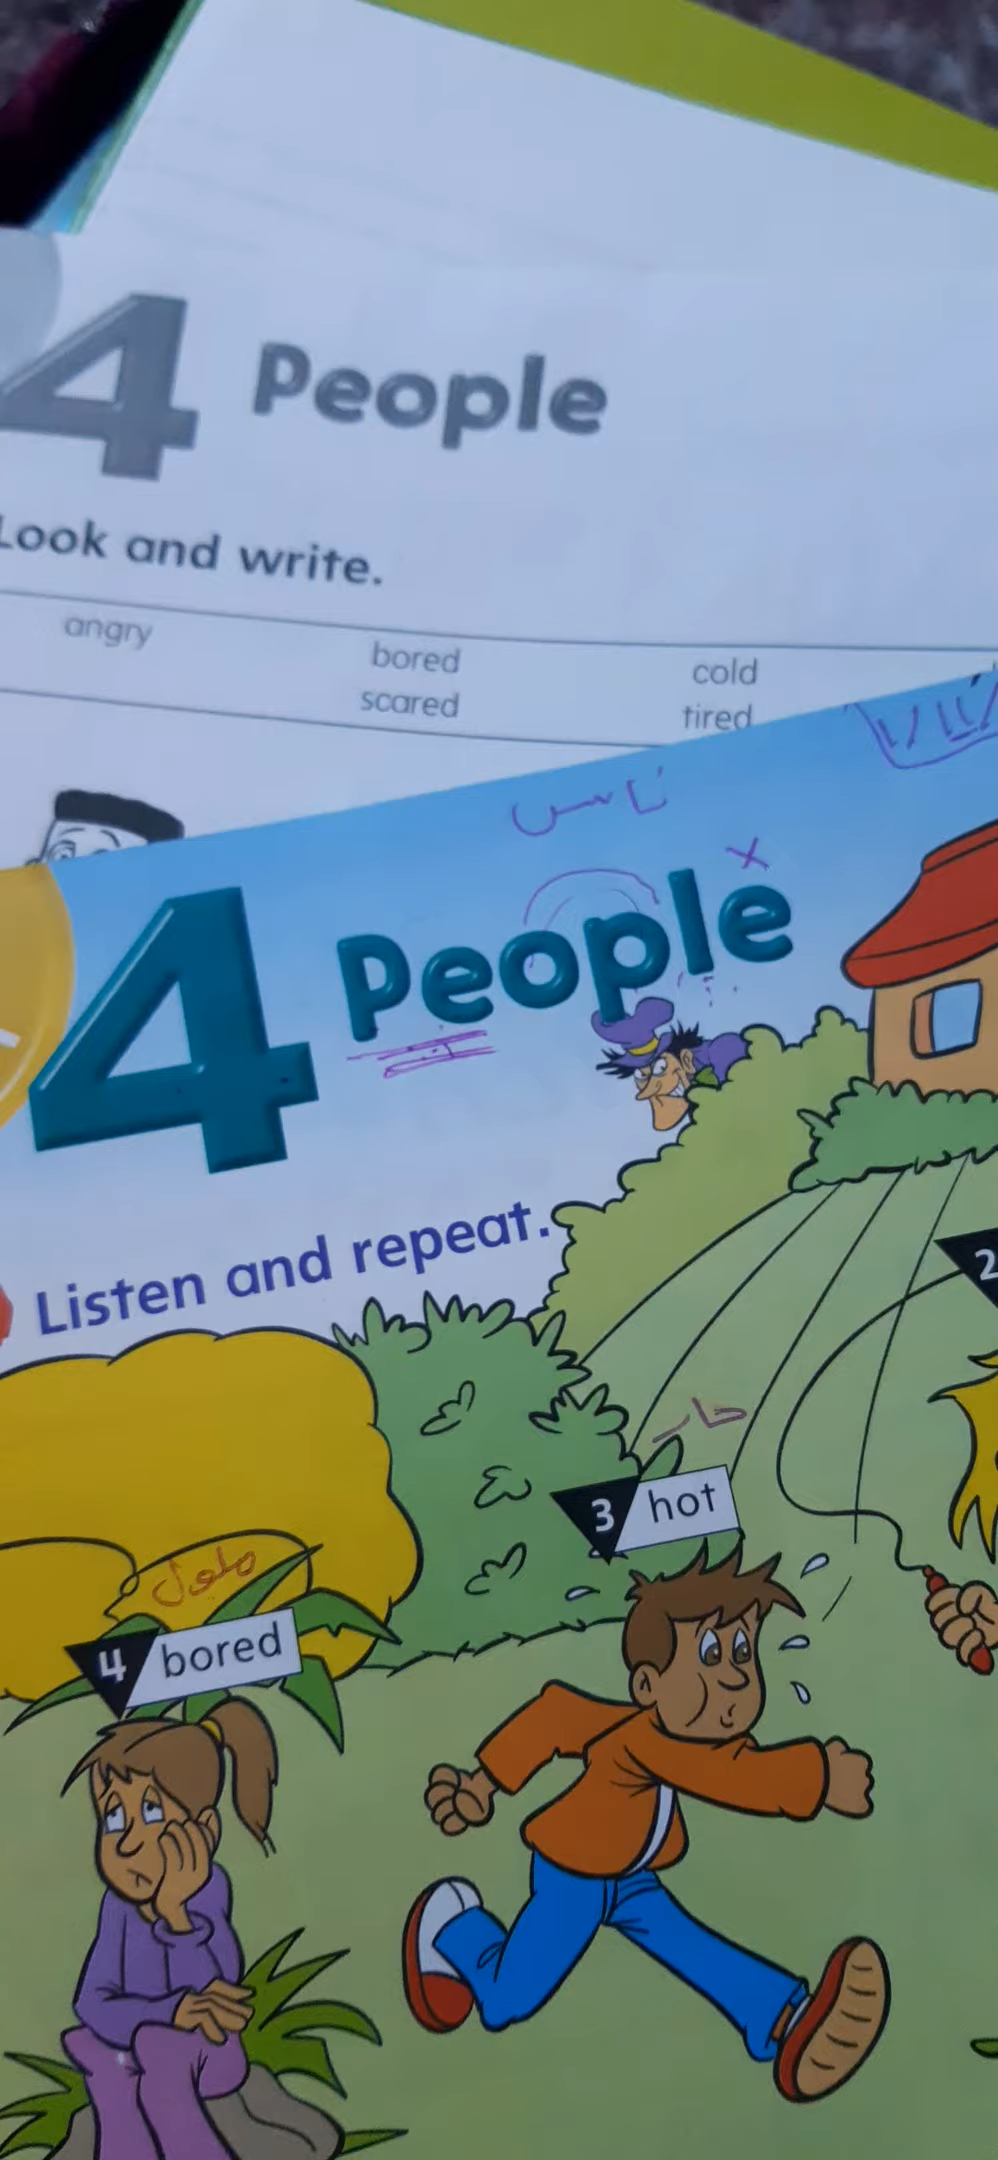 4 People
Look and write.
angry bored cold
scared tired
ناس
4 People
Listen and repeat.
2
حار
3 hot
ملول
4 bored